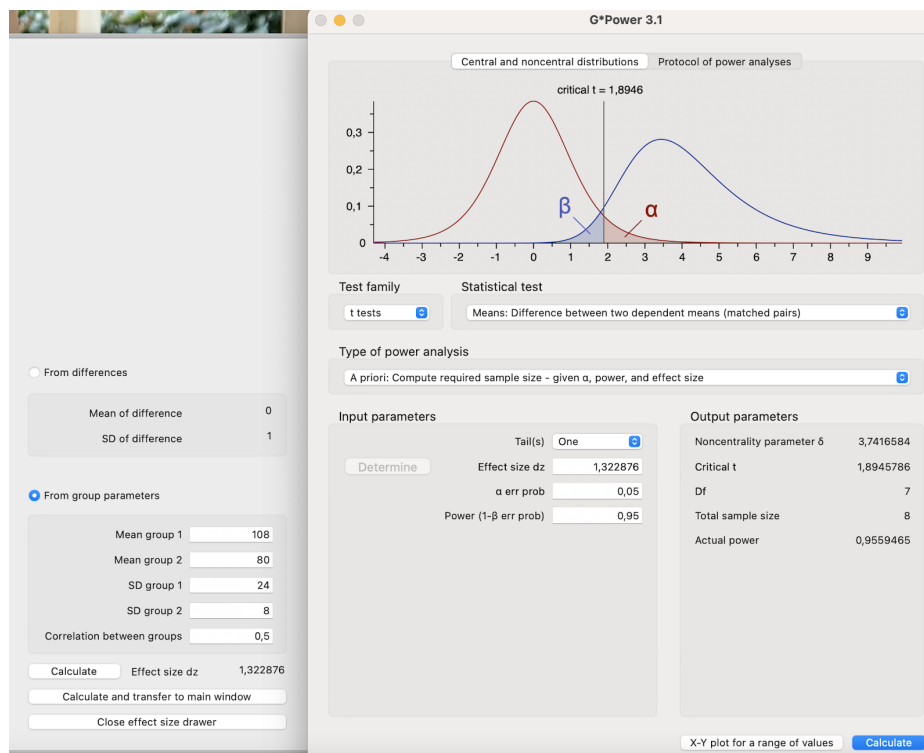 G*Power 3.1
Central and noncentral distributions
Protocol of power analyses
critical t = 1,8946
0,3
0,2
0,1
0
β
α
-4 -3 -2 -1 0 1 2 3 4 5 6 7 8 9
Test family
Statistical test
t tests
Means: Difference between two dependent means (matched pairs)
Type of power analysis
A priori: Compute required sample size - given α, power, and effect size
Input parameters
Tail(s) One
Determine
Effect size dz 1,322876
α err prob 0,05
Power (1-β err prob) 0,95
Output parameters
Noncentrality parameter δ 3,7416584
Critical t 1,8945786
Df 7
Total sample size 8
Actual power 0,9559465
X-Y plot for a range of values
Calculate
From differences
Mean of difference 0
SD of difference 1
From group parameters
Mean group 1 108
Mean group 2 80
SD group 1 24
SD group 2 8
Correlation between groups 0,5
Calculate
Effect size dz 1,322876
Calculate and transfer to main window
Close effect size drawer